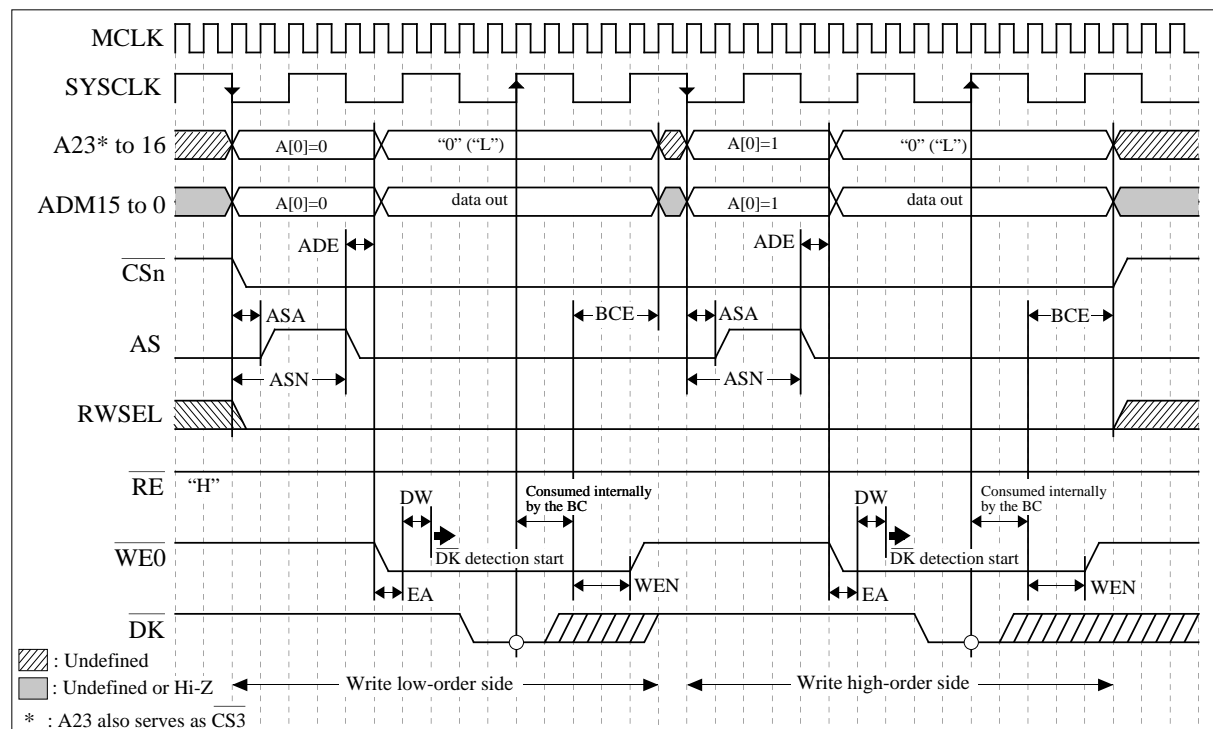 MCLK
SYSCLK
A23* to 16
A[0]=0
“0” (“L”)
A[0]=1
“0” (“L”)
ADM15 to 0
A[0]=0
data out
A[0]=1
data out
ADE
ADE
CSn
ASA
BCE
ASA
BCE
AS
ASN
ASN
RWSEL
RE
“H”
DW
Consumed internally
by the BC
DW
Consumed internally
by the BC
WE0
DK detection start
DK detection start
EA
WEN
EA
WEN
DK
: Undefined
: Undefined or Hi-Z
Write low-order side
Write high-order side
* : A23 also serves as CS3